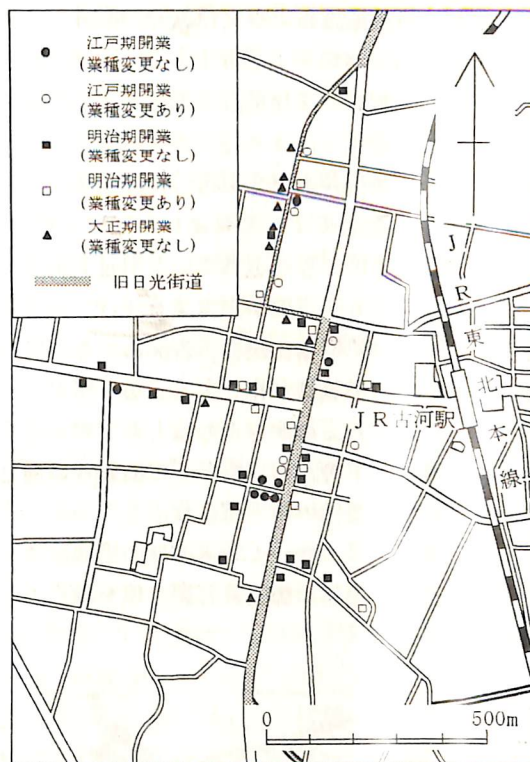 江戸期開業
(業種変更なし)
江戸期開業
(業種変更あり)
明治期開業
(業種変更なし)
明治期開業
(業種変更あり)
大正期開業
(業種変更なし)
旧日光街道
JR東北本線
JR古河駅
0 500m